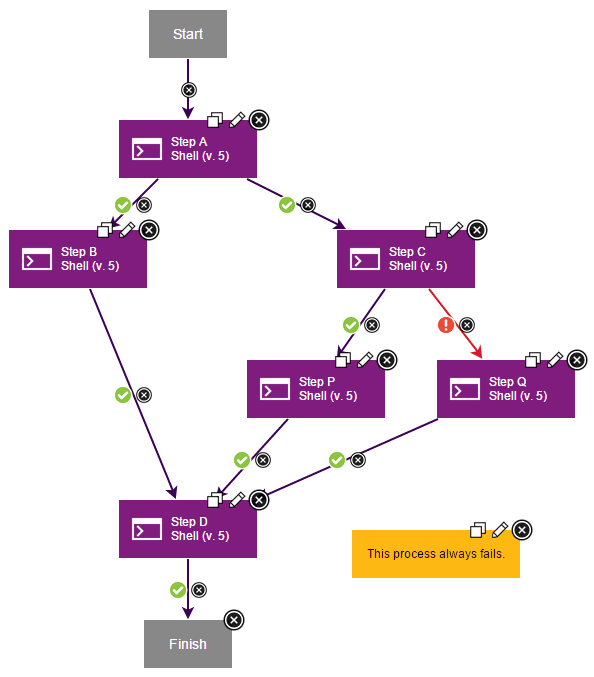 Start
Step A
Shell (v. 5)
Step B
Shell (v. 5)
Step C
Shell (v. 5)
Step P
Shell (v. 5)
Step Q
Shell (v. 5)
Step D
Shell (v. 5)
This process always fails.
Finish